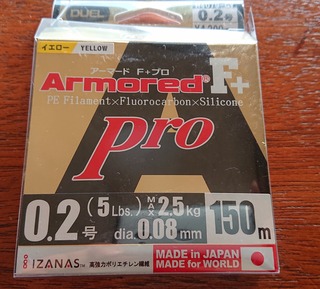 DUEL
0.2号
イエロー YELLOW
アーマード F+プロ
Armored® F+
PE Filament×Fluorocarbon×Silicone
Pro
0.2号 (5Lbs.) MAX 2.5kg
dia. 0.08mm 150m
IZANAS™ 高強力ポリエチレン繊維
MADE IN JAPAN
MADE for WORLD